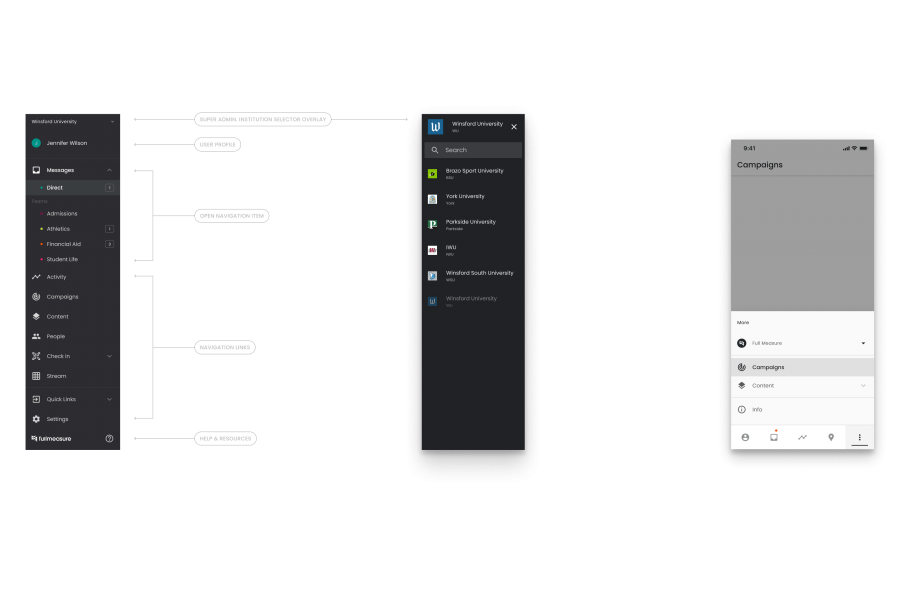 Winsford University
Jennifer Wilson
Messages
Direct 1
Teams
Admissions
Athletics 1
Financial Aid 9
Student Life
Activity
Campaigns
Content
People
Check in
Stream
Quick Links
Settings
fullmeasure
SUPER ADMIN. INSTITUTION SELECTOR OVERLAY
USER PROFILE
OPEN NAVIGATION ITEM
NAVIGATION LINKS
HELP & RESOURCES
Winsford University
WU
Search
Brazo Sport University
BSU
York University
York
Parkside University
Parkside
IWU
IWU
Winsford South University
WSU
Winsford University
WU
9:41
Campaigns
More
Full Measure
Campaigns
Content
Info